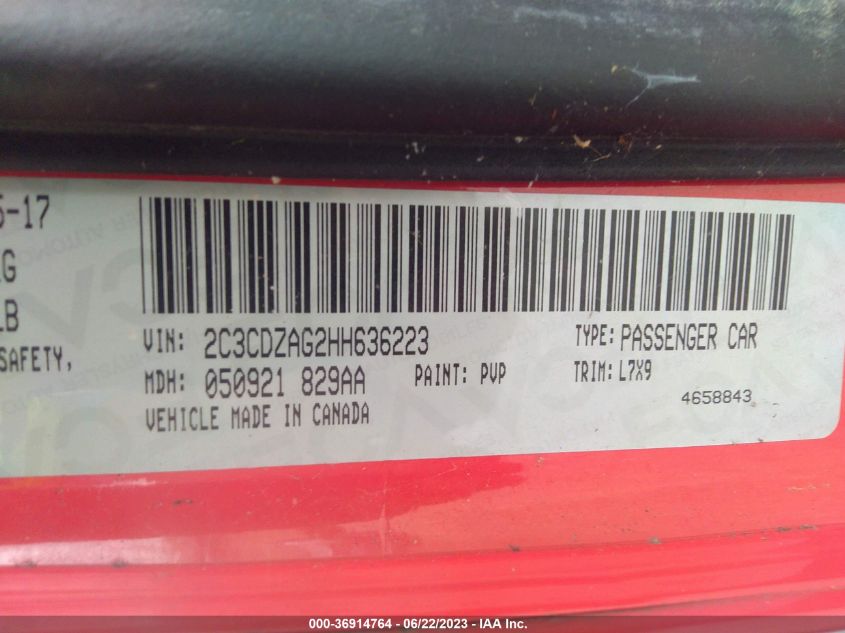 5-17
G
LB
SAFETY,
VIN: 2C3CDZAG2HH636223 TYPE: PASSENGER CAR
MDH: 050921 829AA PAINT: PVP TRIM: L7X9
4658843
VEHICLE MADE IN CANADA
000-36914764 - 06/22/2023 - IAA Inc.